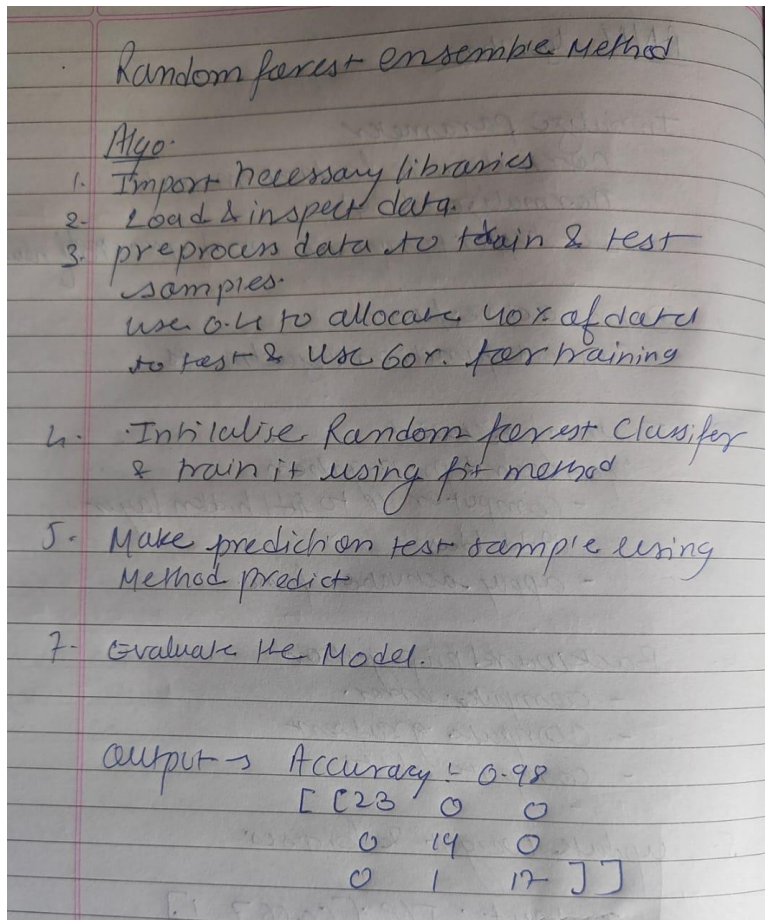 Random forest ensemble Method
Algo.
1. Import necessary libraries
2. Load & inspect data.
3. preprocess data to train & test
samples.
use 0.4 to allocate 40% of data
to test & use 60%. for training
4. Initilalise Random forest Classifer
& train it using fit method
5. Make prediction test sample using
Method predict
7. Evaluate the Model.
output → Accuracy :- 0.98
[ [23 0 0
0 19 0
0 1 17 ] ]